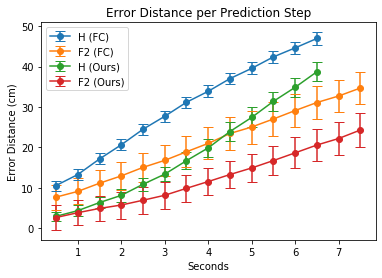 Error Distance per Prediction Step
H (FC)
F2 (FC)
H (Ours)
F2 (Ours)
Error Distance (cm)
50
40
30
20
10
0
1 2 3 4 5 6 7
Seconds